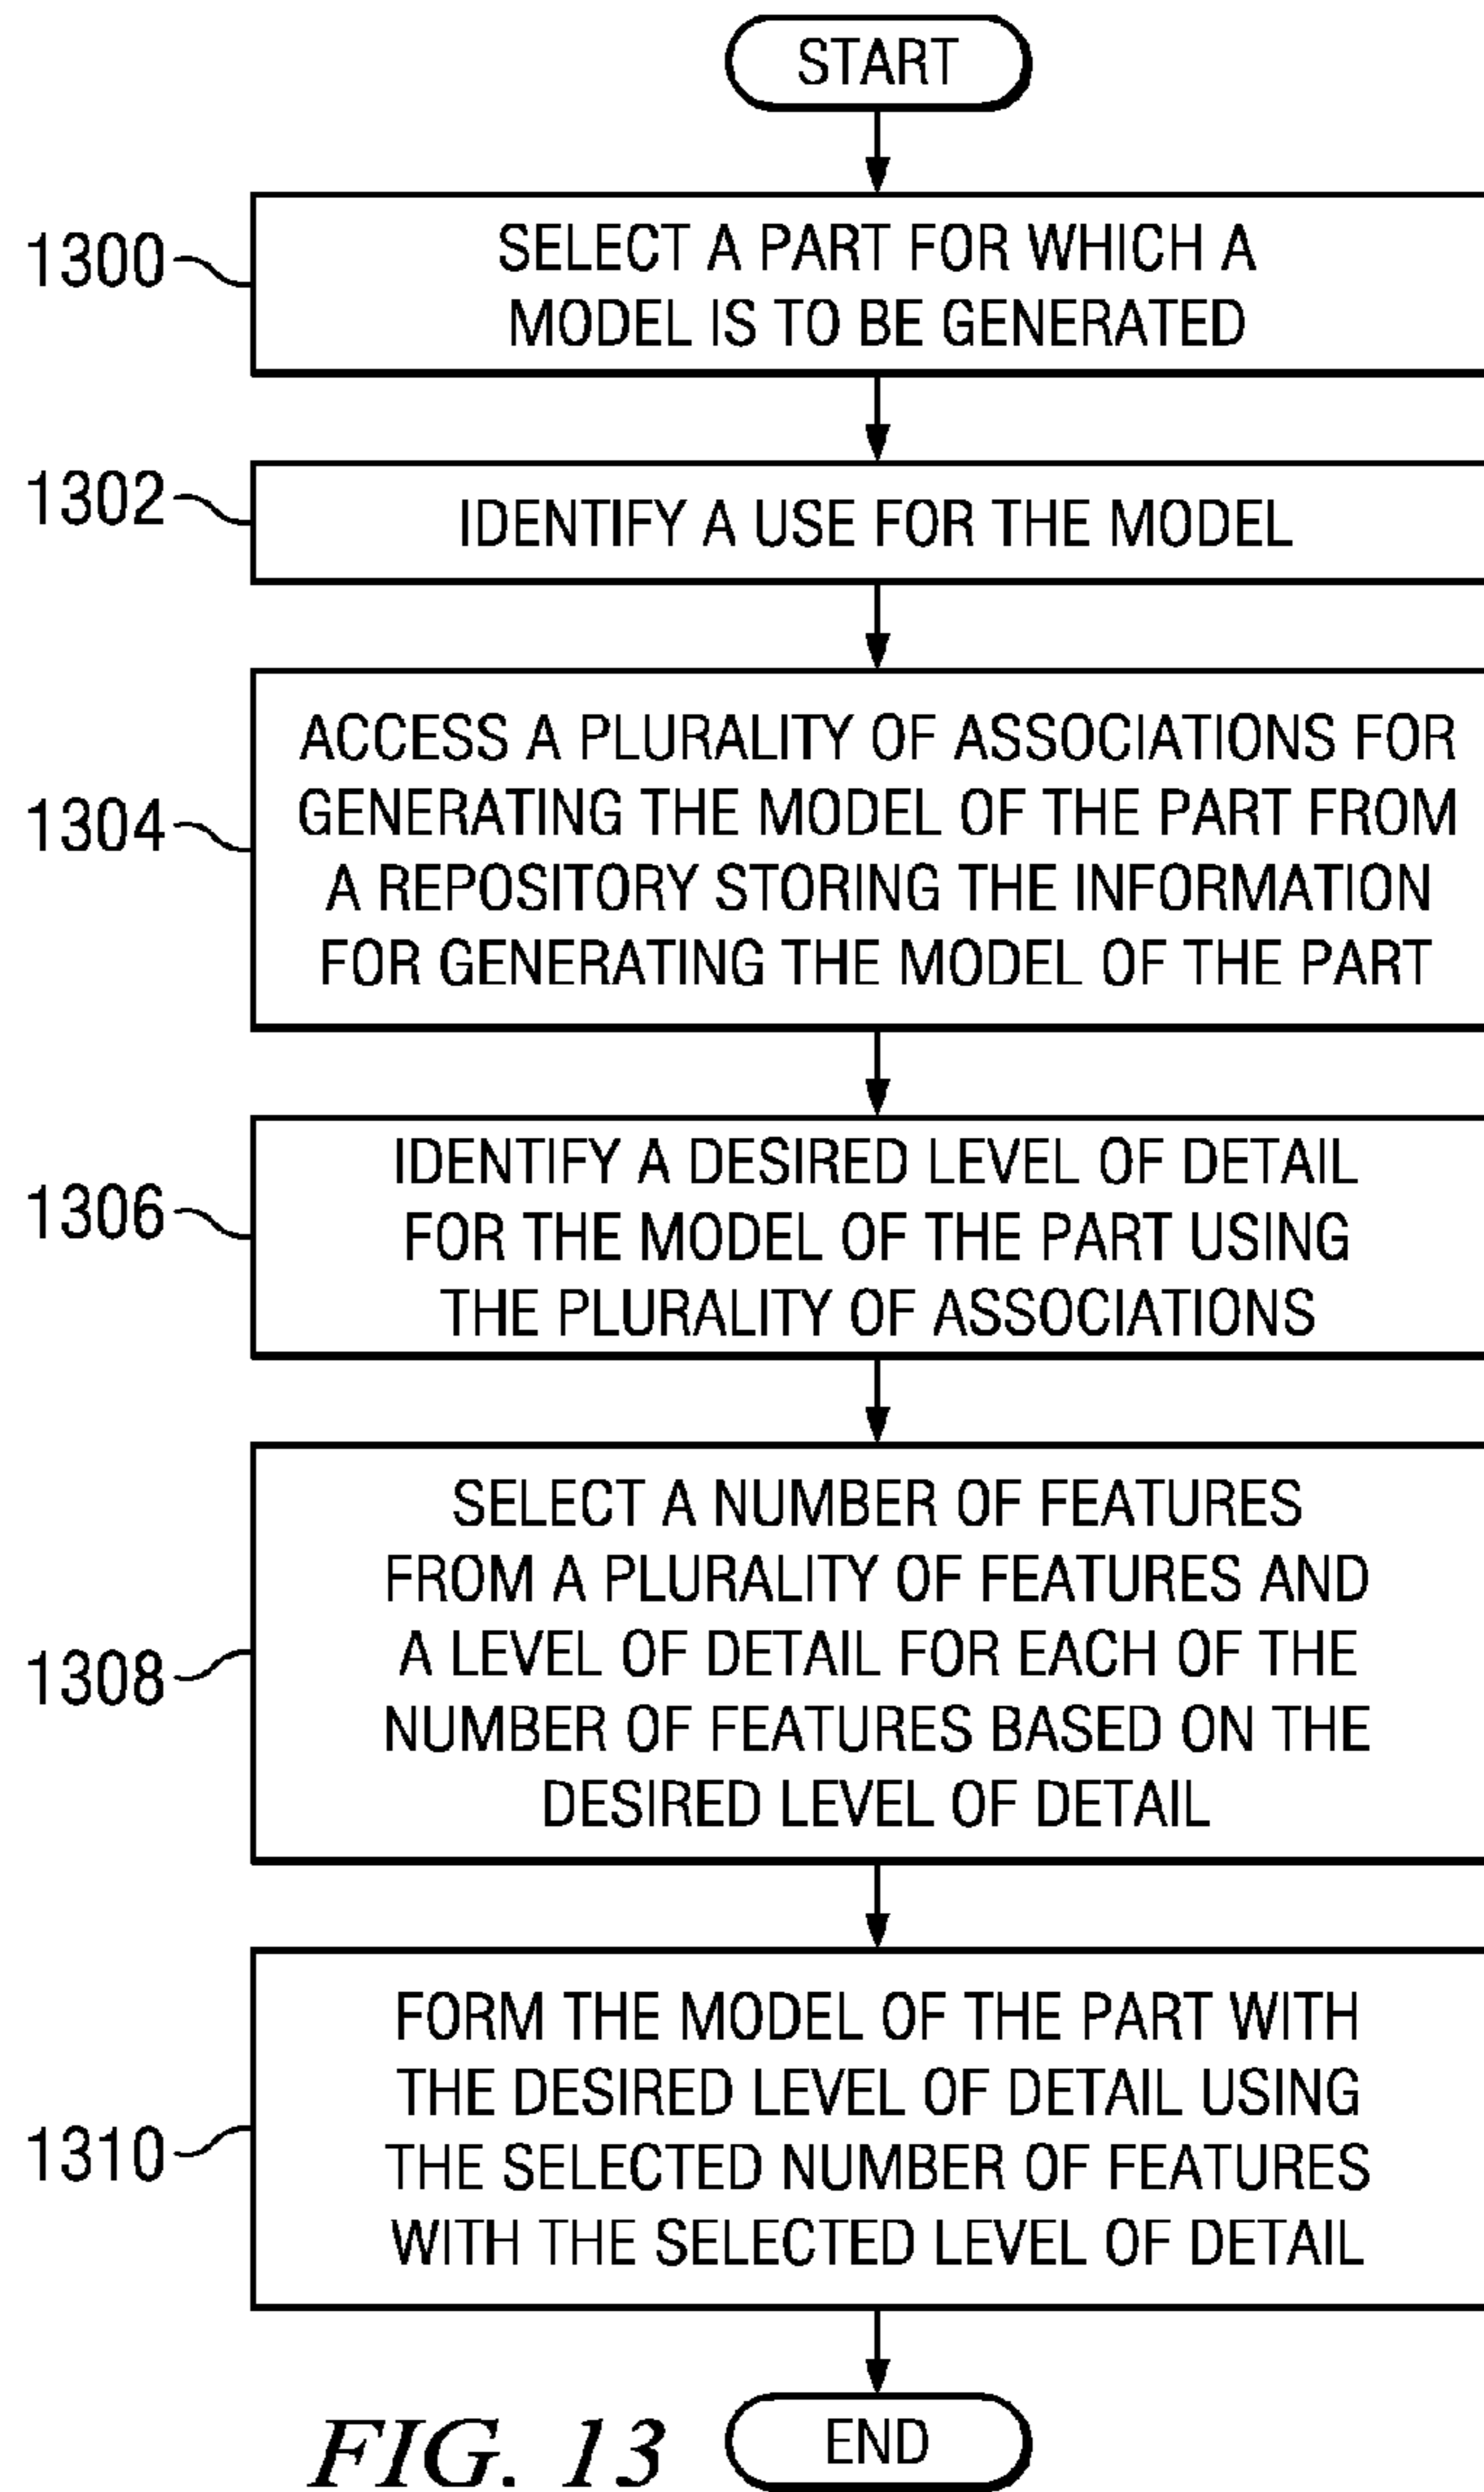 START
1300
SELECT A PART FOR WHICH A
MODEL IS TO BE GENERATED
1302
IDENTIFY A USE FOR THE MODEL
1304
ACCESS A PLURALITY OF ASSOCIATIONS FOR
GENERATING THE MODEL OF THE PART FROM
A REPOSITORY STORING THE INFORMATION
FOR GENERATING THE MODEL OF THE PART
1306
IDENTIFY A DESIRED LEVEL OF DETAIL
FOR THE MODEL OF THE PART USING
THE PLURALITY OF ASSOCIATIONS
1308
SELECT A NUMBER OF FEATURES
FROM A PLURALITY OF FEATURES AND
A LEVEL OF DETAIL FOR EACH OF THE
NUMBER OF FEATURES BASED ON THE
DESIRED LEVEL OF DETAIL
1310
FORM THE MODEL OF THE PART WITH
THE DESIRED LEVEL OF DETAIL USING
THE SELECTED NUMBER OF FEATURES
WITH THE SELECTED LEVEL OF DETAIL
END
FIG. 13